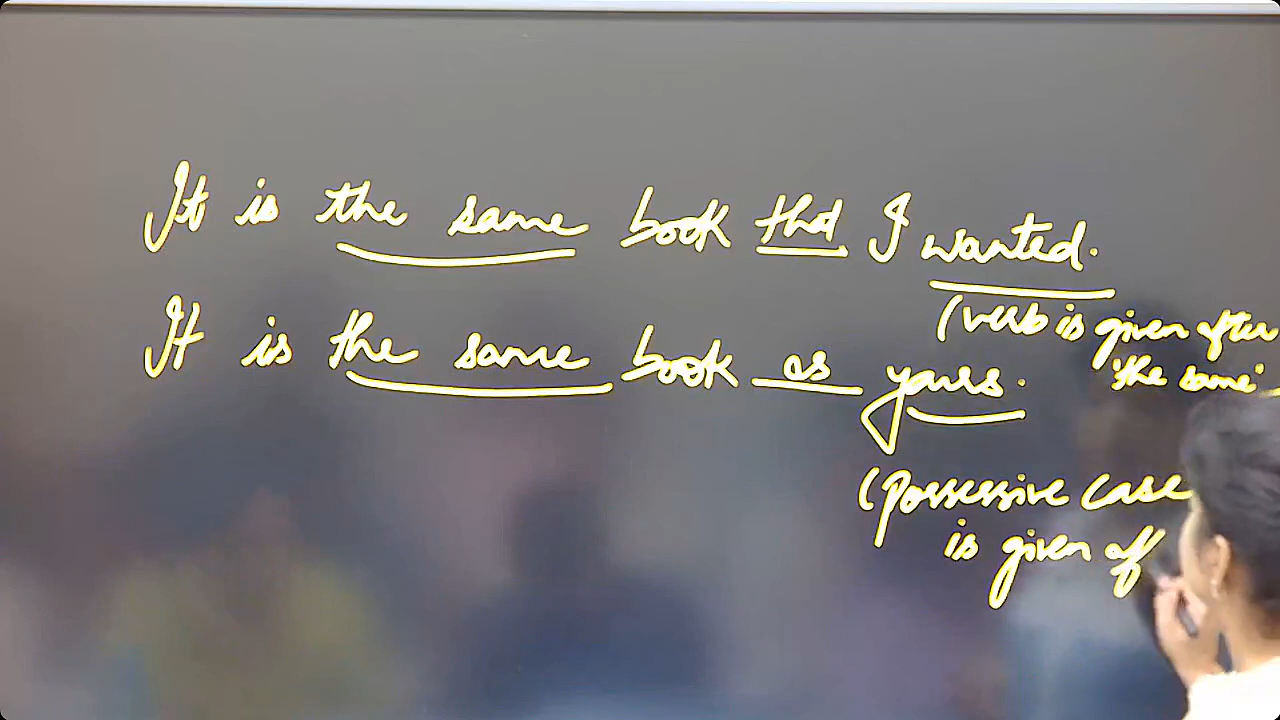 It is the same book that I wanted.
(verb is given after
'the same'
It is the same book as yours.
(possessive case
is given af